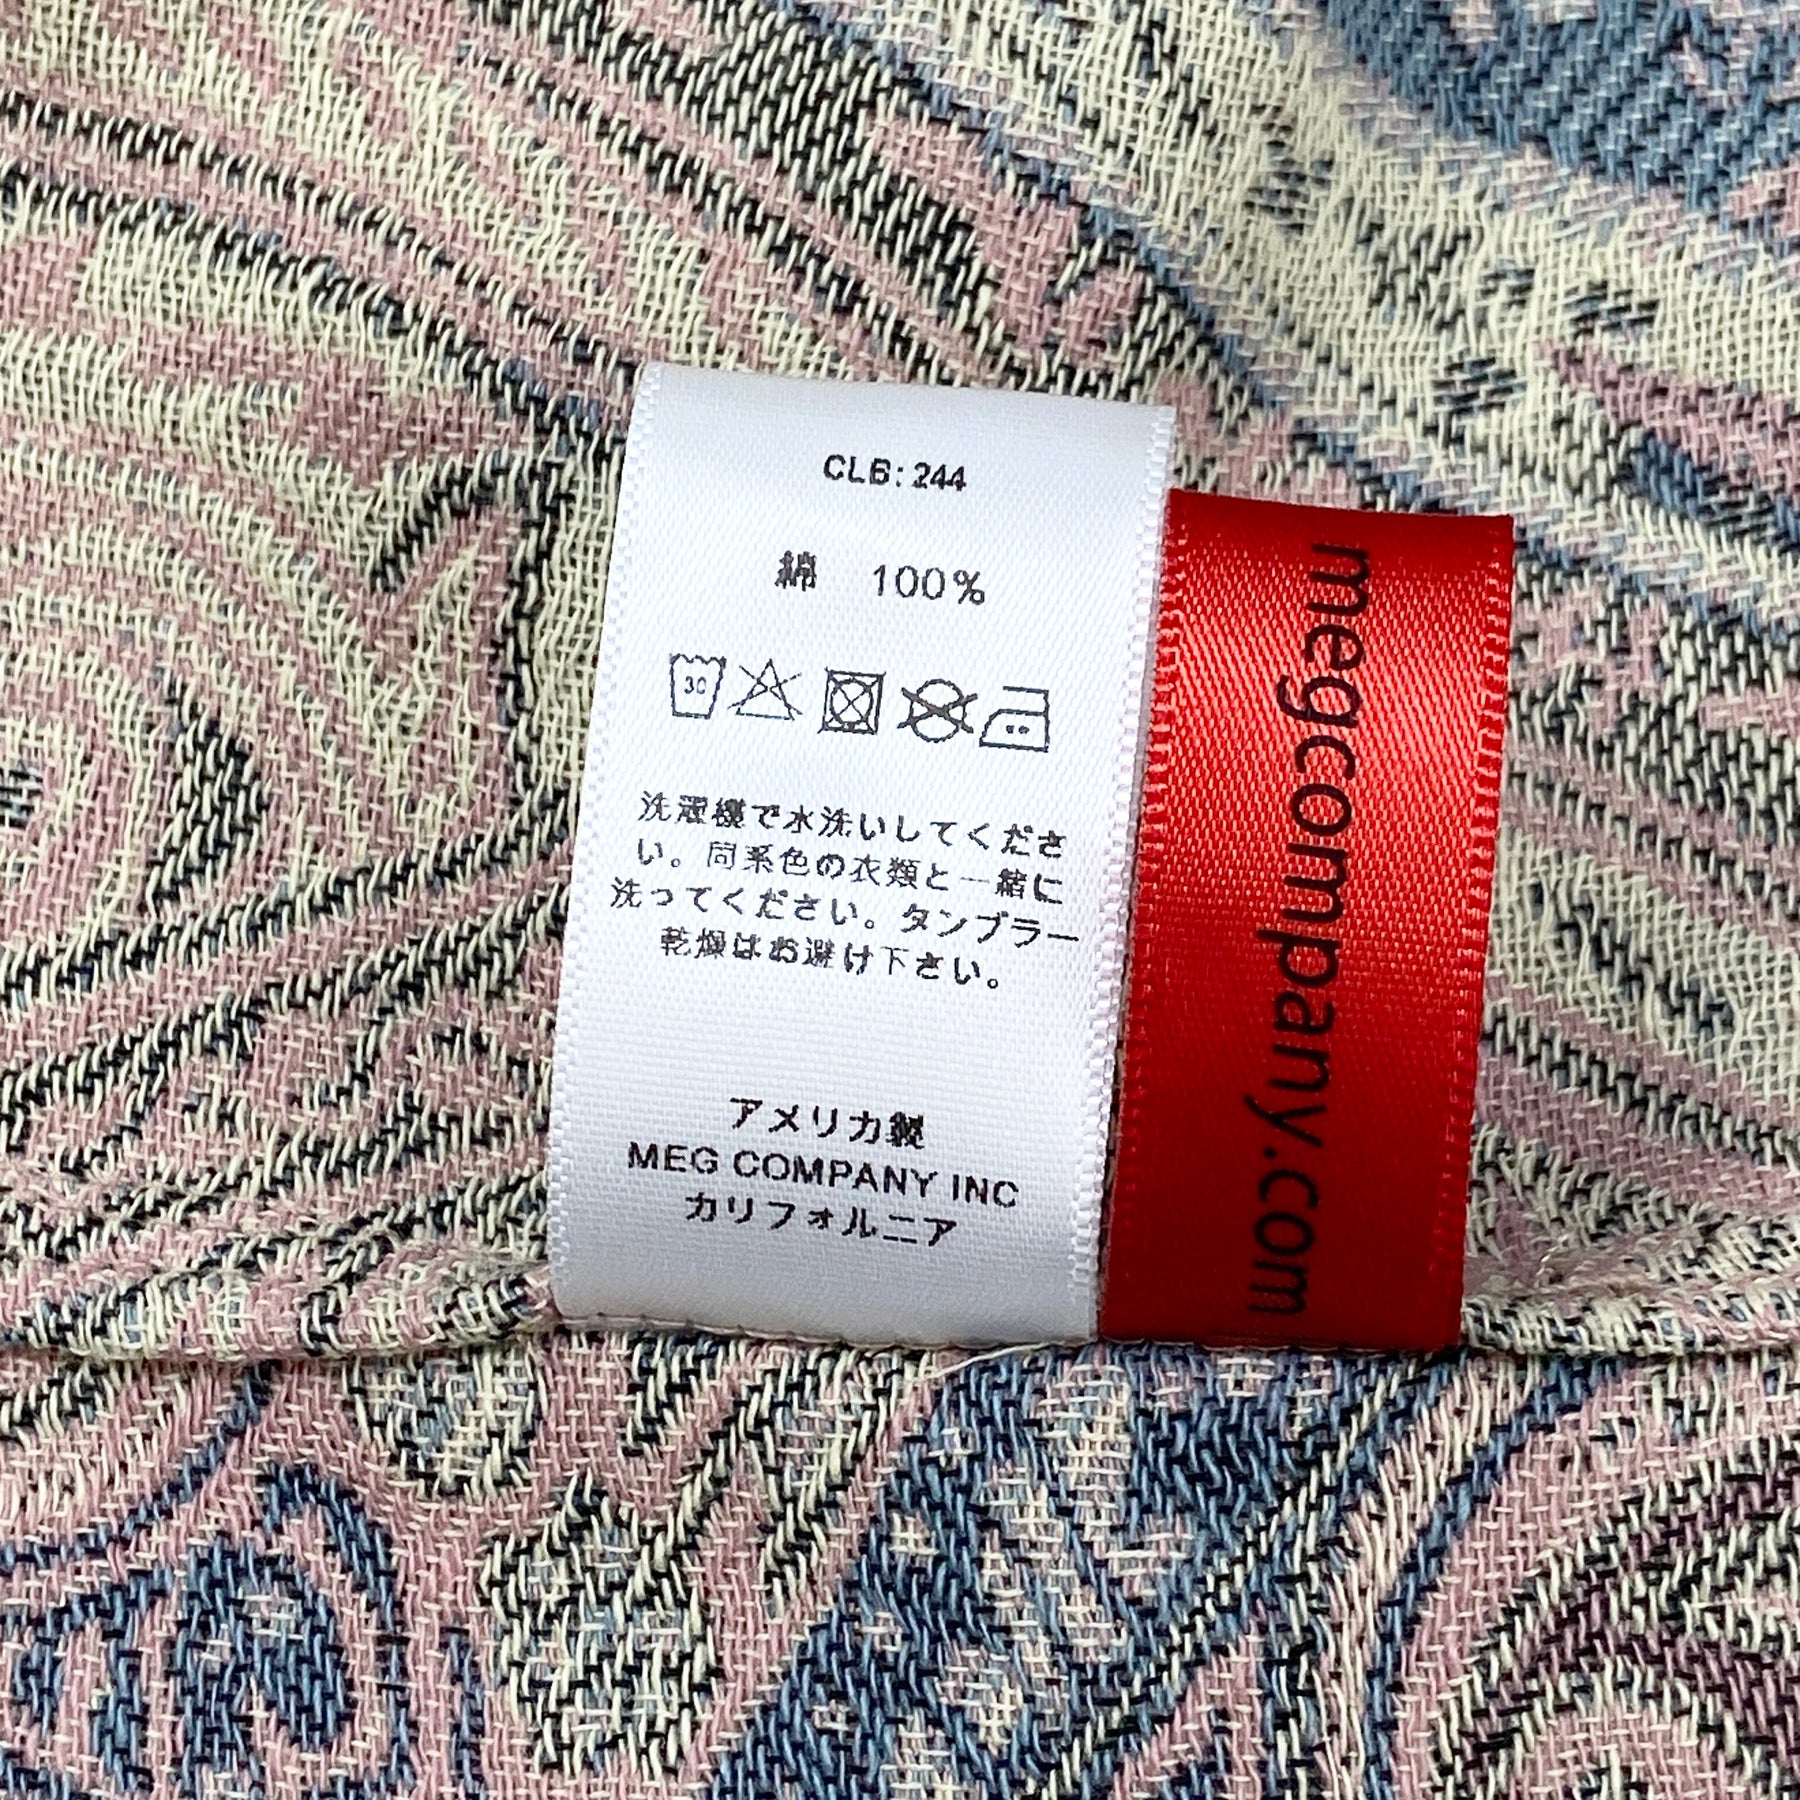 CLB: 244
綿 100%
30
洗濯機で水洗いしてくださ
い。同系色の衣類と一緒に
洗ってください。タンブラー
乾燥はお避け下さい。
アメリカ製
MEG COMPANY INC
カリフォルニア
megcompany.com